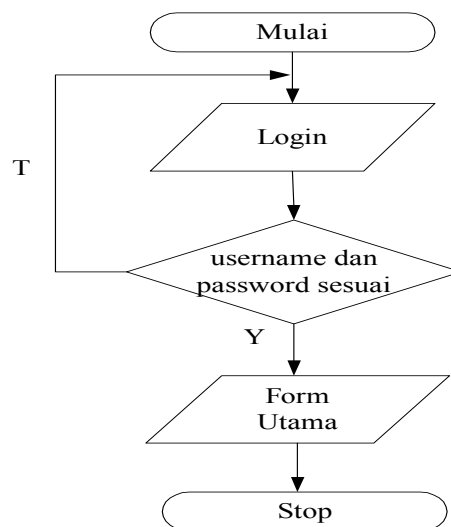 Mulai
Login
T
username dan
password sesuai
Y
Form
Utama
Stop